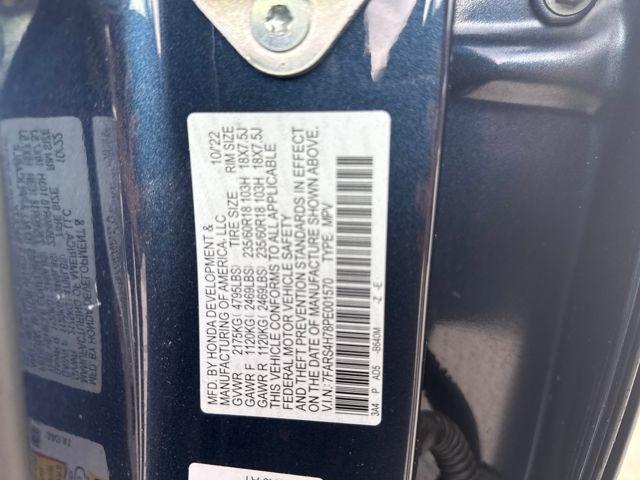 MFD. BY HONDA DEVELOPMENT & 10/'22
MANUFACTURING OF AMERICA, LLC
TIRE SIZE RIM SIZE
GVWR 2175KG( 4795LBS)
GAWR F 1120KG( 2469LBS) 235/60R18 103H 18X7.5J
GAWR R 1120KG( 2469LBS) 235/60R18 103H 18X7.5J
THIS VEHICLE CONFORMS TO ALL APPLICABLE
FEDERAL MOTOR VEHICLE SAFETY
AND THEFT PREVENTION STANDARDS IN EFFECT
ON THE DATE OF MANUFACTURE SHOWN ABOVE.
V.I.N.: 7FARS4H78PE001570 TYPE: MPV
3A4 P AD5 -B640M -Z -E